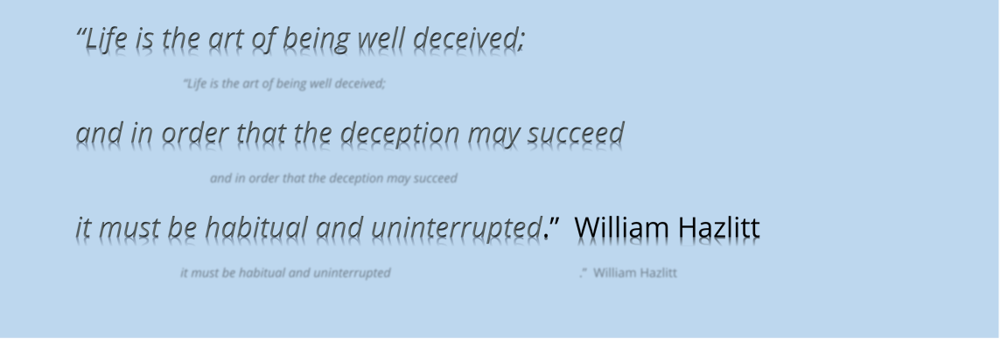 “Life is the art of being well deceived;
“Life is the art of being well deceived;
and in order that the deception may succeed
and in order that the deception may succeed
it must be habitual and uninterrupted.”  William Hazlitt
it must be habitual and uninterrupted .”  William Hazlitt